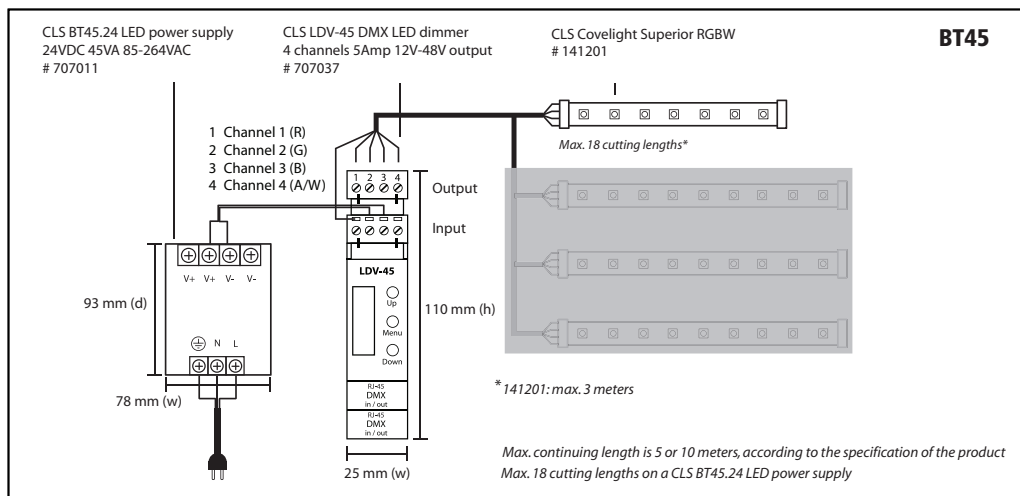 CLS BT45.24 LED power supply
24VDC 45VA 85-264VAC
# 707011
CLS LDV-45 DMX LED dimmer
4 channels 5Amp 12V-48V output
# 707037
CLS Covelight Superior RGBW
# 141201
BT45
1 Channel 1 (R)
2 Channel 2 (G)
3 Channel 3 (B)
4 Channel 4 (A/W)
Max. 18 cutting lengths*
1 2 3 4
Output
Input
V+ V+ V- V-
LDV-45
93 mm (d)
Up
110 mm (h)
Menu
N L
Down
78 mm (w)
RJ-45
DMX
in / out
RJ-45
DMX
in / out
25 mm (w)
* 141201: max. 3 meters
Max. continuing length is 5 or 10 meters, according to the specification of the product
Max. 18 cutting lengths on a CLS BT45.24 LED power supply